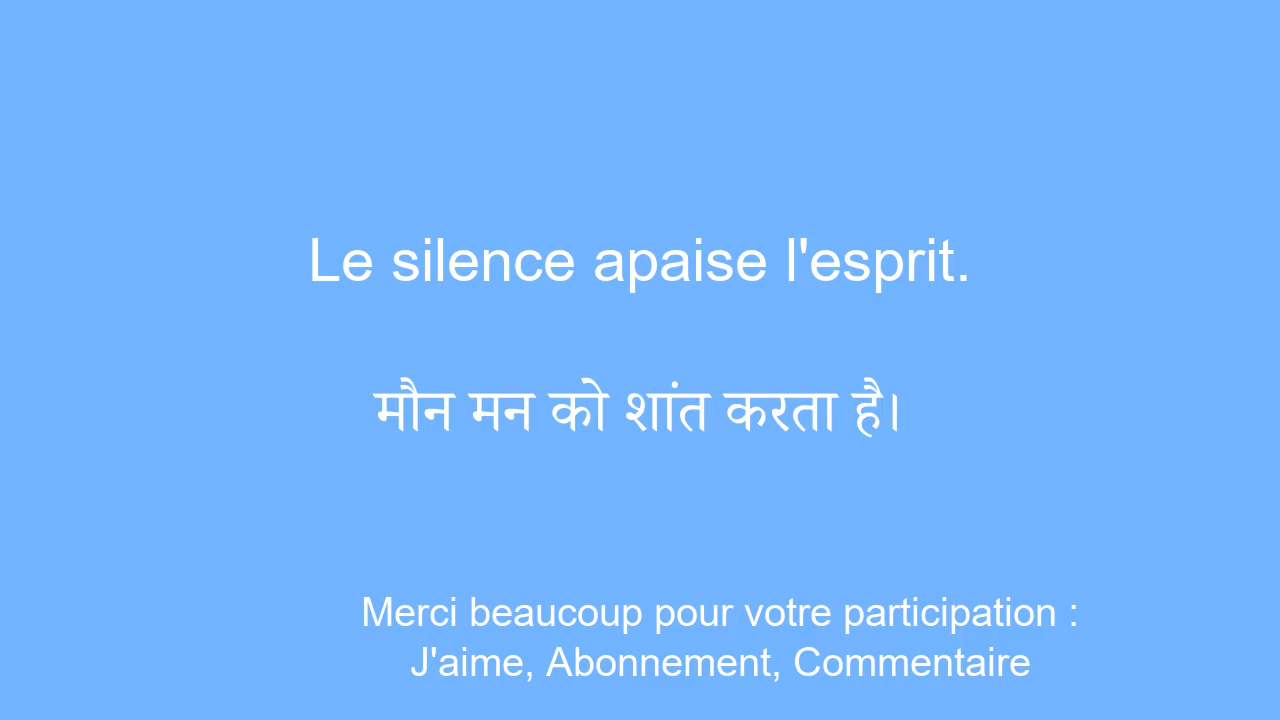 Le silence apaise l'esprit.
मौन मन को शांत करता है।
Merci beaucoup pour votre participation :
J'aime, Abonnement, Commentaire